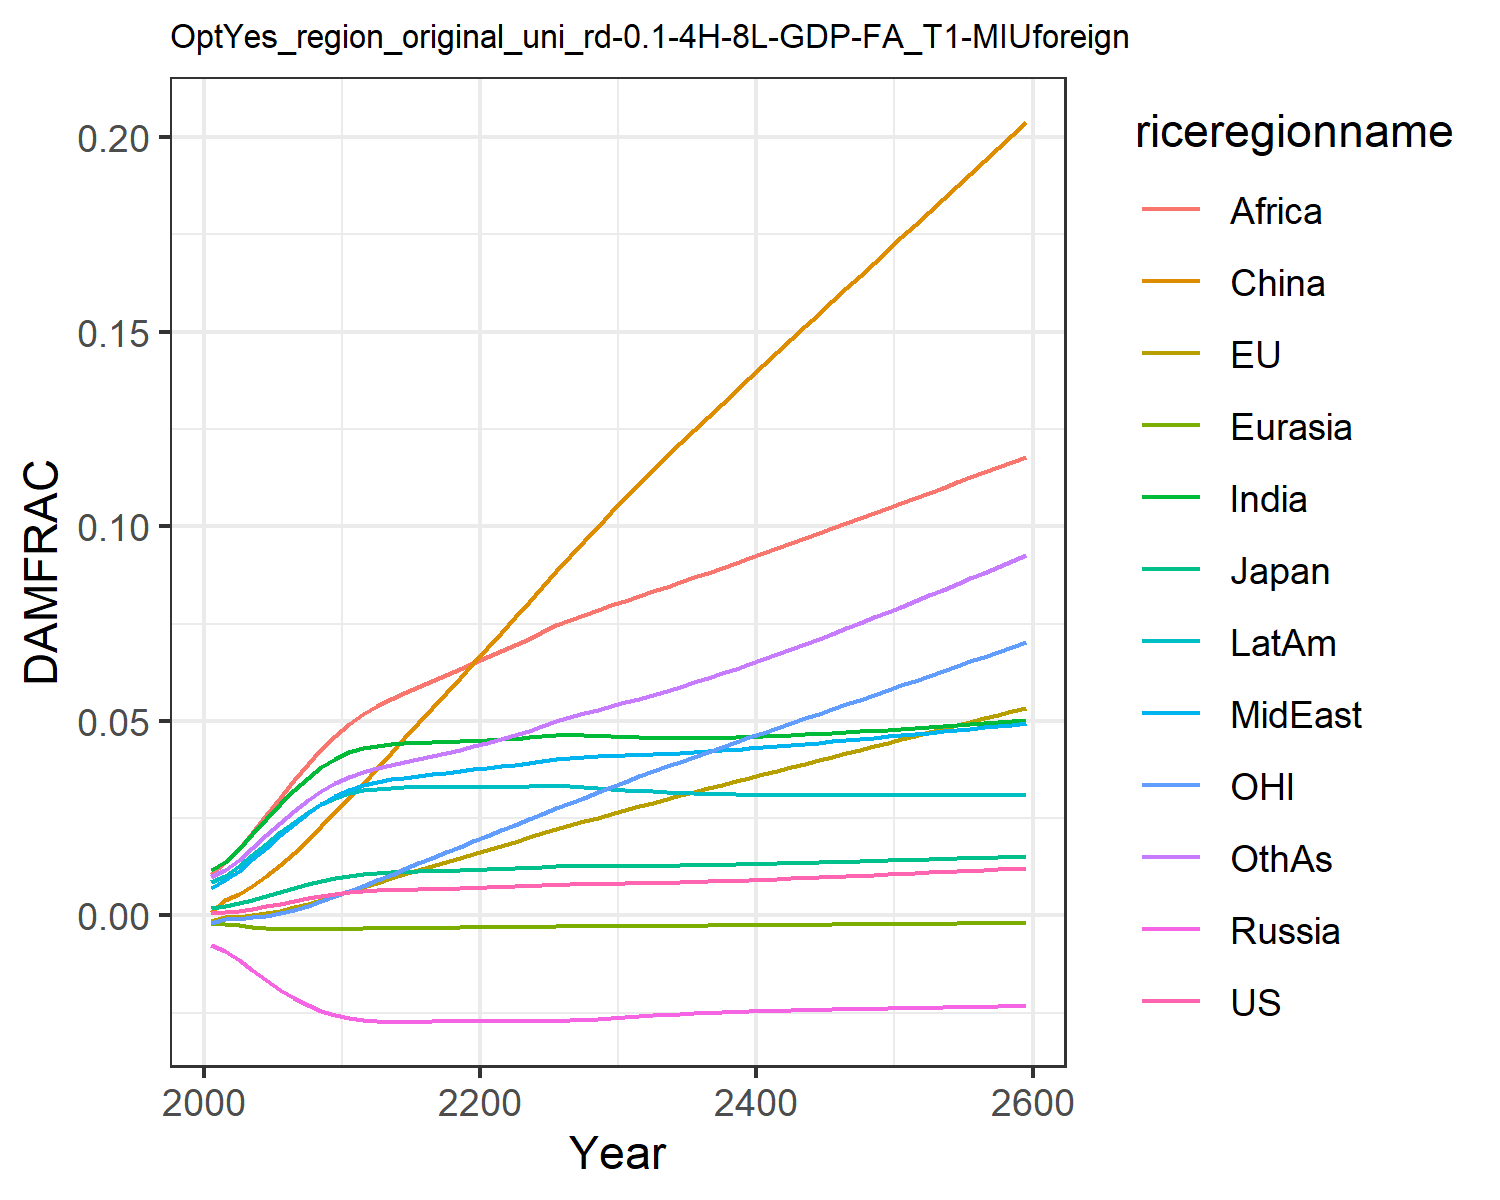 OptYes_region_original_uni_rd-0.1-4H-8L-GDP-FA_T1-MIUforeign
0.20
0.15
0.10
0.05
0.00
DAMFRAC
2000
2200
2400
2600
Year
riceregionname
Africa
China
EU
Eurasia
India
Japan
LatAm
MidEast
OHI
OthAs
Russia
US